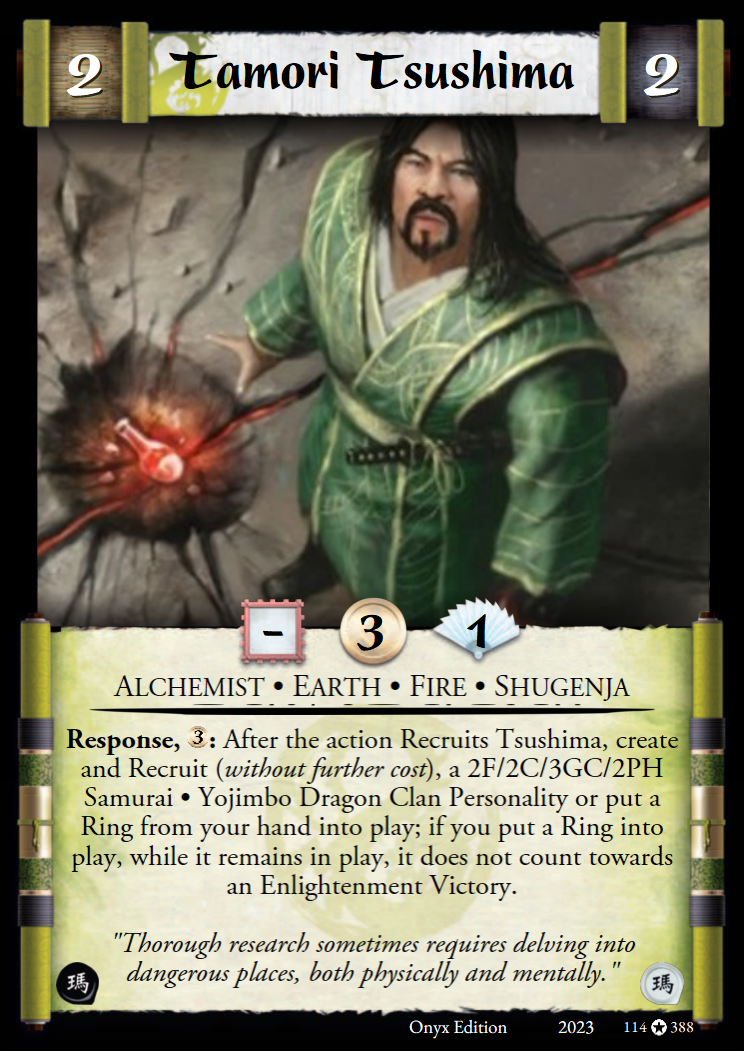 2 Tamori Tsushima 2
- 3 1
ALCHEMIST • EARTH • FIRE • SHUGENJA
Response, 3: After the action Recruits Tsushima, create
and Recruit (without further cost), a 2F/2C/3GC/2PH
Samurai • Yojimbo Dragon Clan Personality or put a
Ring from your hand into play; if you put a Ring into
play, while it remains in play, it does not count towards
an Enlightenment Victory.
"Thorough research sometimes requires delving into
dangerous places, both physically and mentally."
瑪 瑪
Onyx Edition 2023 114 ✪ 388